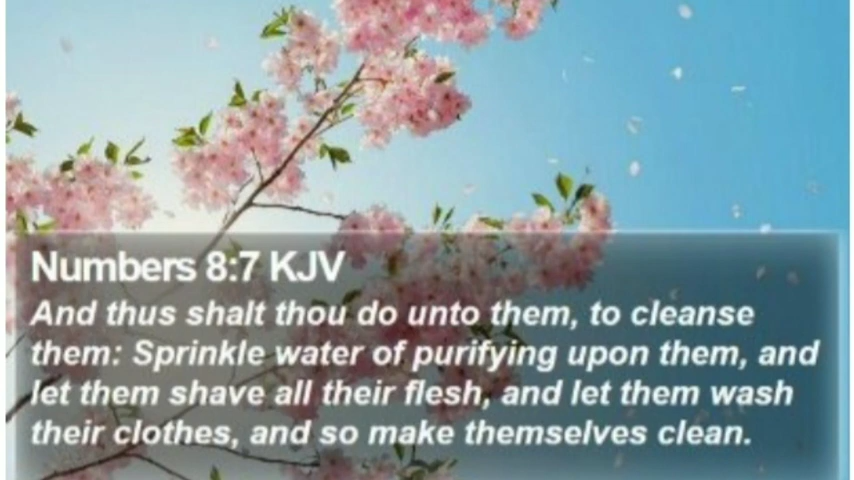 Numbers 8:7 KJV
And thus shalt thou do unto them, to cleanse
them: Sprinkle water of purifying upon them, and
let them shave all their flesh, and let them wash
their clothes, and so make themselves clean.